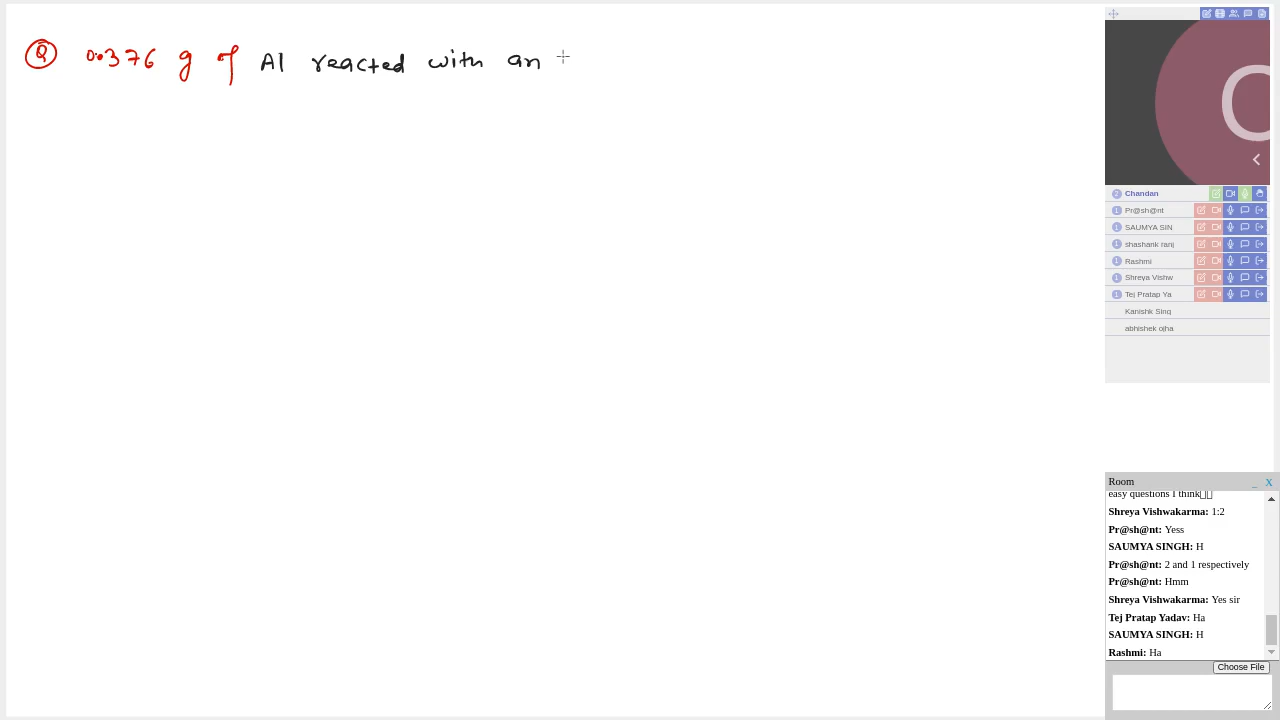 Q 0.376 g of Al reacted with an
C
Chandan
Pr@sh@nt
SAUMYA SIN
shashank ranj
Rashmi
Shreya Vishw
Tej Pratap Ya
Kanishk Sing
abhishek ojha
Room
_ X
easy questions I think
Shreya Vishwakarma: 1:2
Pr@sh@nt: Yess
SAUMYA SINGH: H
Pr@sh@nt: 2 and 1 respectively
Pr@sh@nt: Hmm
Shreya Vishwakarma: Yes sir
Tej Pratap Yadav: Ha
SAUMYA SINGH: H
Rashmi: Ha
Choose File